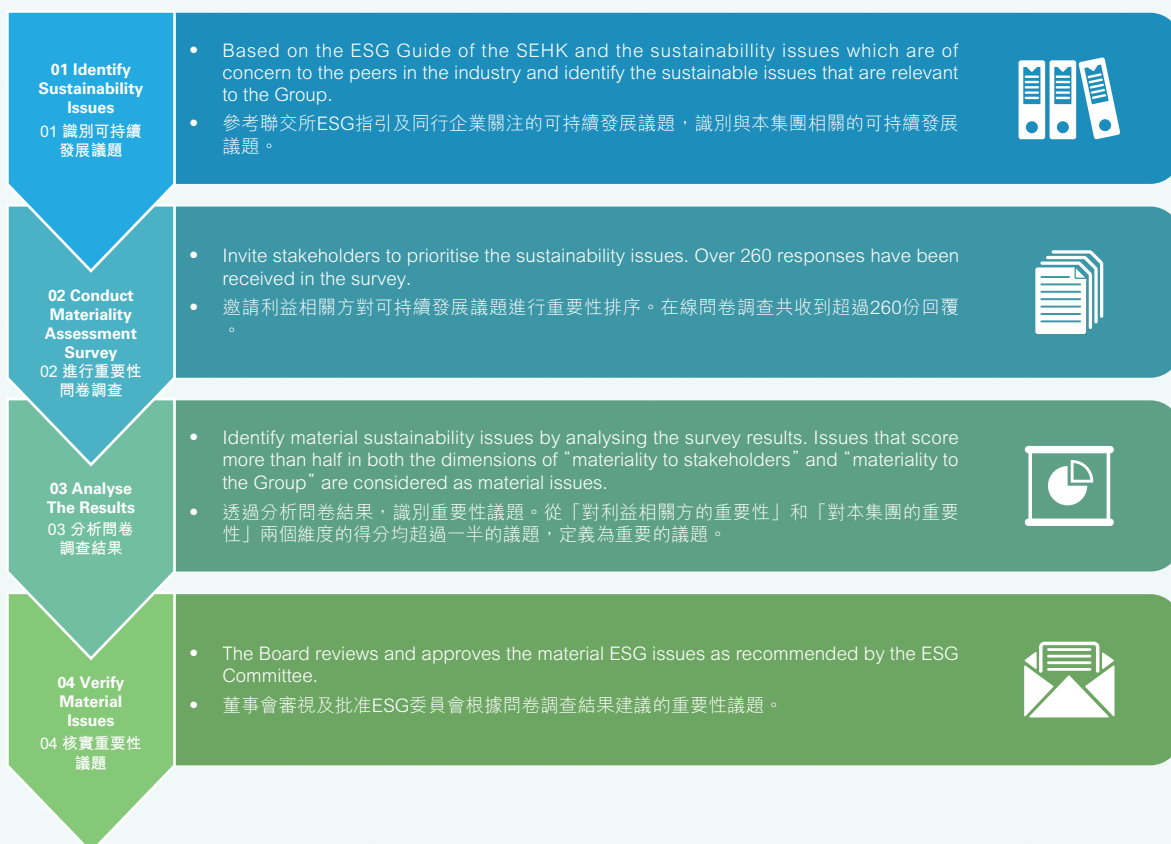 01 Identify
Sustainability
Issues
01 識別可持續
發展議題
• Based on the ESG Guide of the SEHK and the sustainabillity issues which are of
concern to the peers in the industry and identify the sustainable issues that are relevant
to the Group.
• 參考聯交所ESG指引及同行企業關注的可持續發展議題，識別與本集團相關的可持續發展
議題。
02 Conduct
Materiality
Assessment
Survey
02 進行重要性
問卷調查
• Invite stakeholders to prioritise the sustainability issues. Over 260 responses have been
received in the survey.
• 邀請利益相關方對可持續發展議題進行重要性排序。在線問卷調查共收到超過260份回覆
。
03 Analyse
The Results
03 分析問卷
調查結果
• Identify material sustainability issues by analysing the survey results. Issues that score
more than half in both the dimensions of “materiality to stakeholders” and “materiality to
the Group” are considered as material issues.
• 透過分析問卷結果，識別重要性議題。從「對利益相關方的重要性」和「對本集團的重要
性」兩個維度的得分均超過一半的議題，定義為重要的議題。
04 Verify
Material
Issues
04 核實重要性
議題
• The Board reviews and approves the material ESG issues as recommended by the ESG
Committee.
• 董事會審視及批准ESG委員會根據問卷調查結果建議的重要性議題。